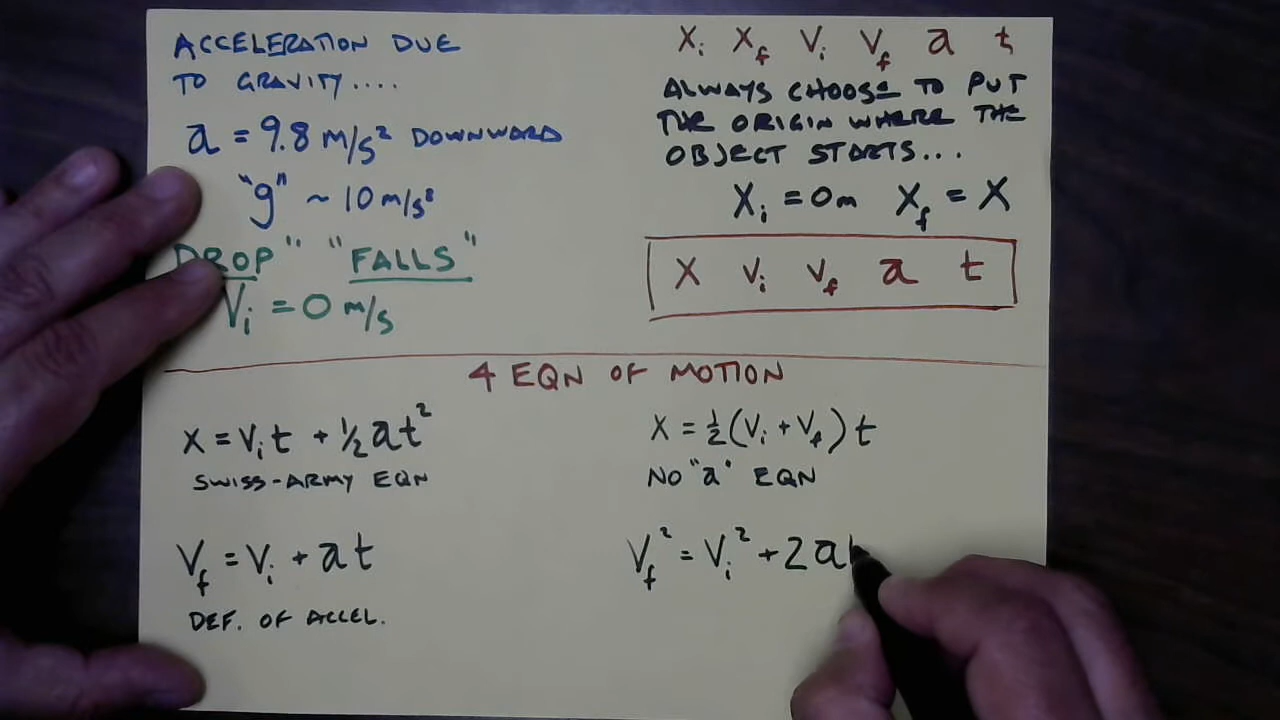 ACCELERATION DUE
TO GRAVITY....
a = 9.8 m/s² DOWNWARD
"g" ~ 10 m/s²
DROP" "FALLS"
Vi = 0 m/s
Xi Xf Vi Vf a t
ALWAYS CHOOSE TO PUT
THE ORIGIN WHERE THE
OBJECT STARTS...
Xi = 0m Xf = X
X Vi Vf a t
4 EQN OF MOTION
X = Vit + ½at²
SWISS-ARMY EQN
Vf = Vi + at
DEF. OF ACCEL.
X = ½(Vi + Vf)t
NO "a" EQN
Vf² = Vi² + 2a